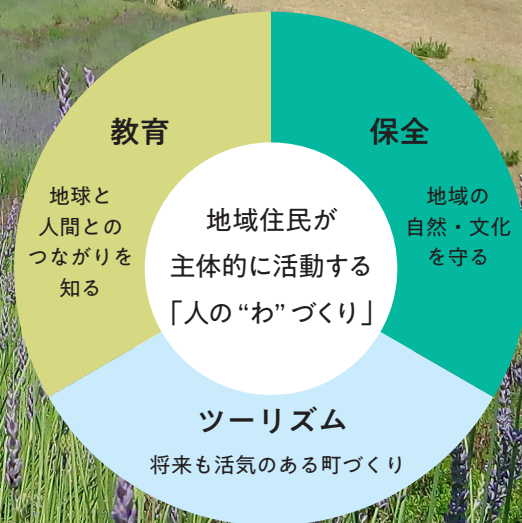 教育
地球と
人間との
つながりを
知る
保全
地域の
自然・文化
を守る
地域住民が
主体的に活動する
「人の“わ”づくり」
ツーリズム
将来も活気のある町づくり